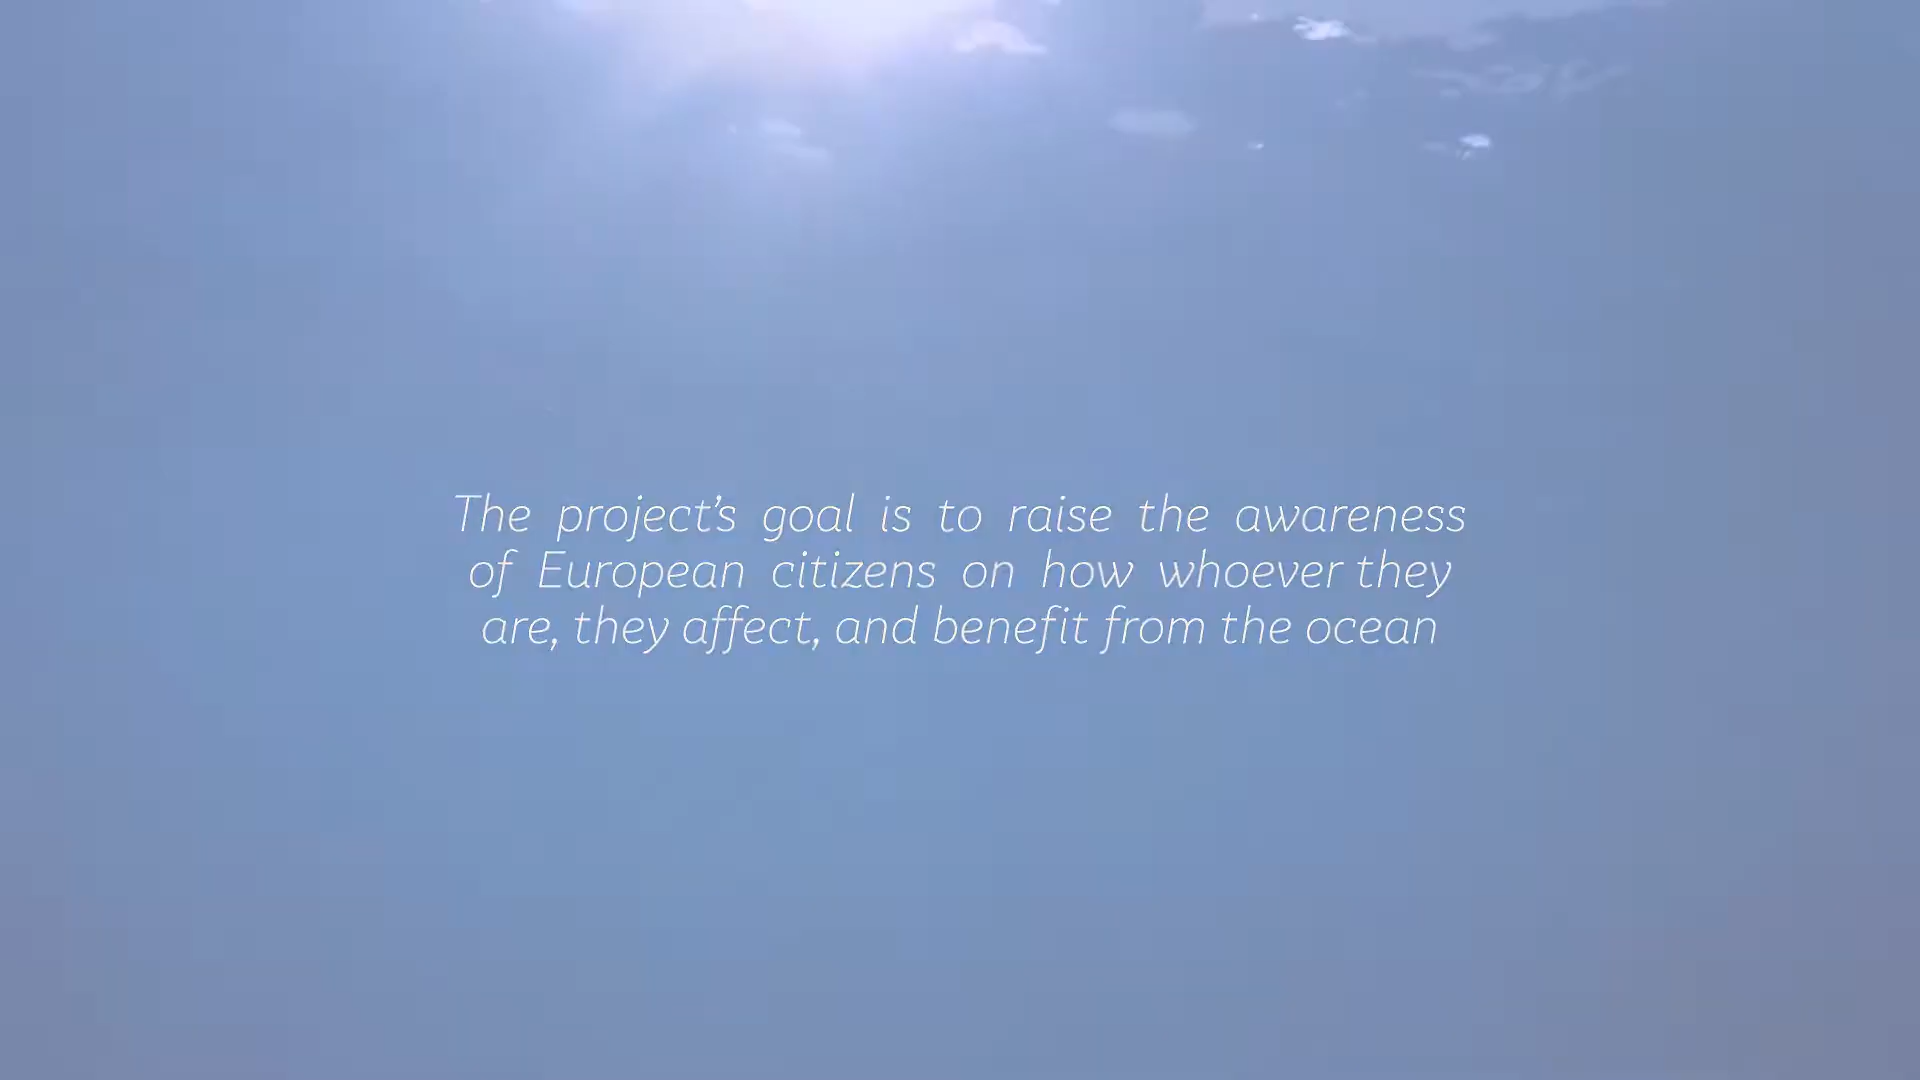 The project’s goal is to raise the awareness
of European citizens on how whoever they
are, they affect, and benefit from the ocean